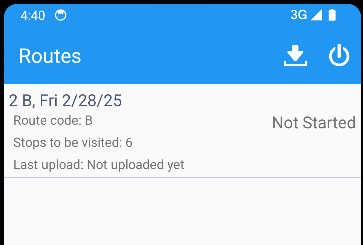 4:40 3G
Routes
2 B, Fri 2/28/25
Route code: B
Not Started
Stops to be visited: 6
Last upload: Not uploaded yet